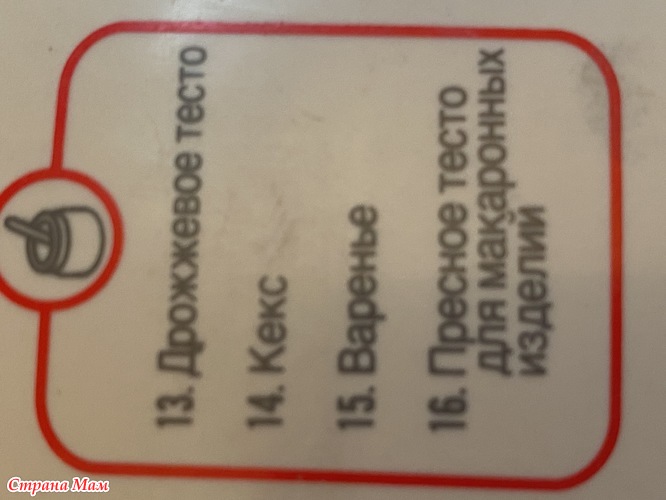 13. Дрожжевое тесто
14. Кекс
15. Варенье
16. Пресное тесто
для макаронных
изделий
Страна Мам